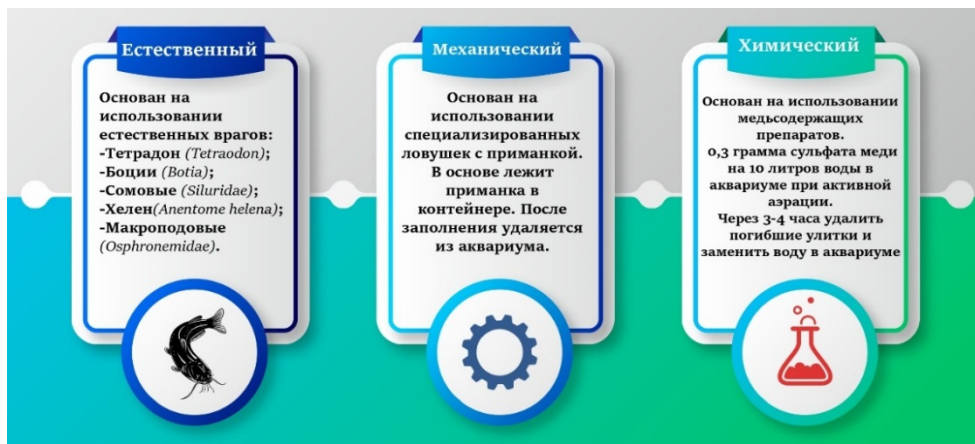 Естественный
Основан на
использовании
естественных врагов:
-Тетрадон (Tetraodon);
-Боции (Botia);
-Сомовые (Siluridae);
-Хелен(Anentome helena);
-Макроподовые
(Osphronemidae).
Механический
Основан на
использовании
специализированных
ловушек с приманкой.
В основе лежит
приманка в
контейнере. После
заполнения удаляется
из аквариума.
Химический
Основан на использовании
медьсодержащих
препаратов.
0,3 грамма сульфата меди
на 10 литров воды в
аквариуме при активной
аэрации.
Через 3-4 часа удалить
погибшие улитки и
заменить воду в аквариуме